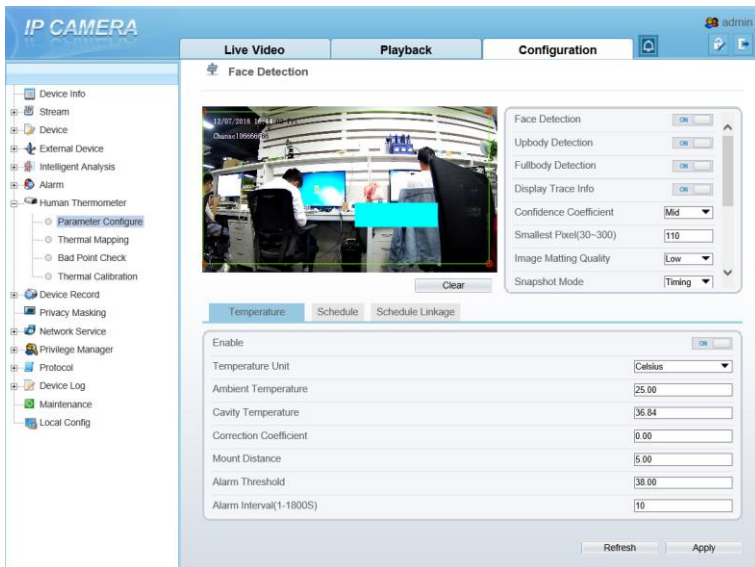 IP CAMERA
admin
Live Video
Playback
Configuration
Face Detection
Device Info
Stream
Device
External Device
Intelligent Analysis
Alarm
Human Thermometer
Parameter Configure
Thermal Mapping
Bad Point Check
Thermal Calibration
Device Record
Privacy Masking
Network Service
Privilege Manager
Protocol
Device Log
Maintenance
Local Config
12/07/2018
Face Detection ON
Upbody Detection ON
Fullbody Detection ON
Display Trace Info ON
Confidence Coefficient Mid
Smallest Pixel(30~300) 110
Image Matting Quality Low
Snapshot Mode Timing
Clear
Temperature Schedule Schedule Linkage
Enable ON
Temperature Unit Celsius
Ambient Temperature 25.00
Cavity Temperature 36.84
Correction Coefficient 0.00
Mount Distance 5.00
Alarm Threshold 38.00
Alarm Interval(1-1800S) 10
Refresh Apply